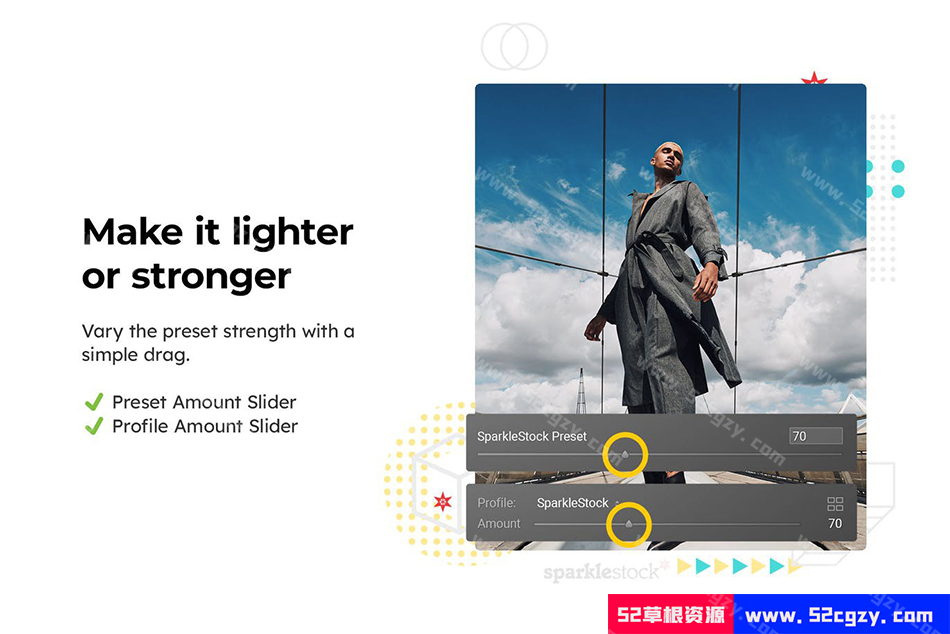 Make it lighter
or stronger
Vary the preset strength with a
simple drag.
Preset Amount Slider
Profile Amount Slider
SparkleStock Preset
70
Profile: SparkleStock
Amount 70
sparklestock
52草根资源 www.52cgzy.com